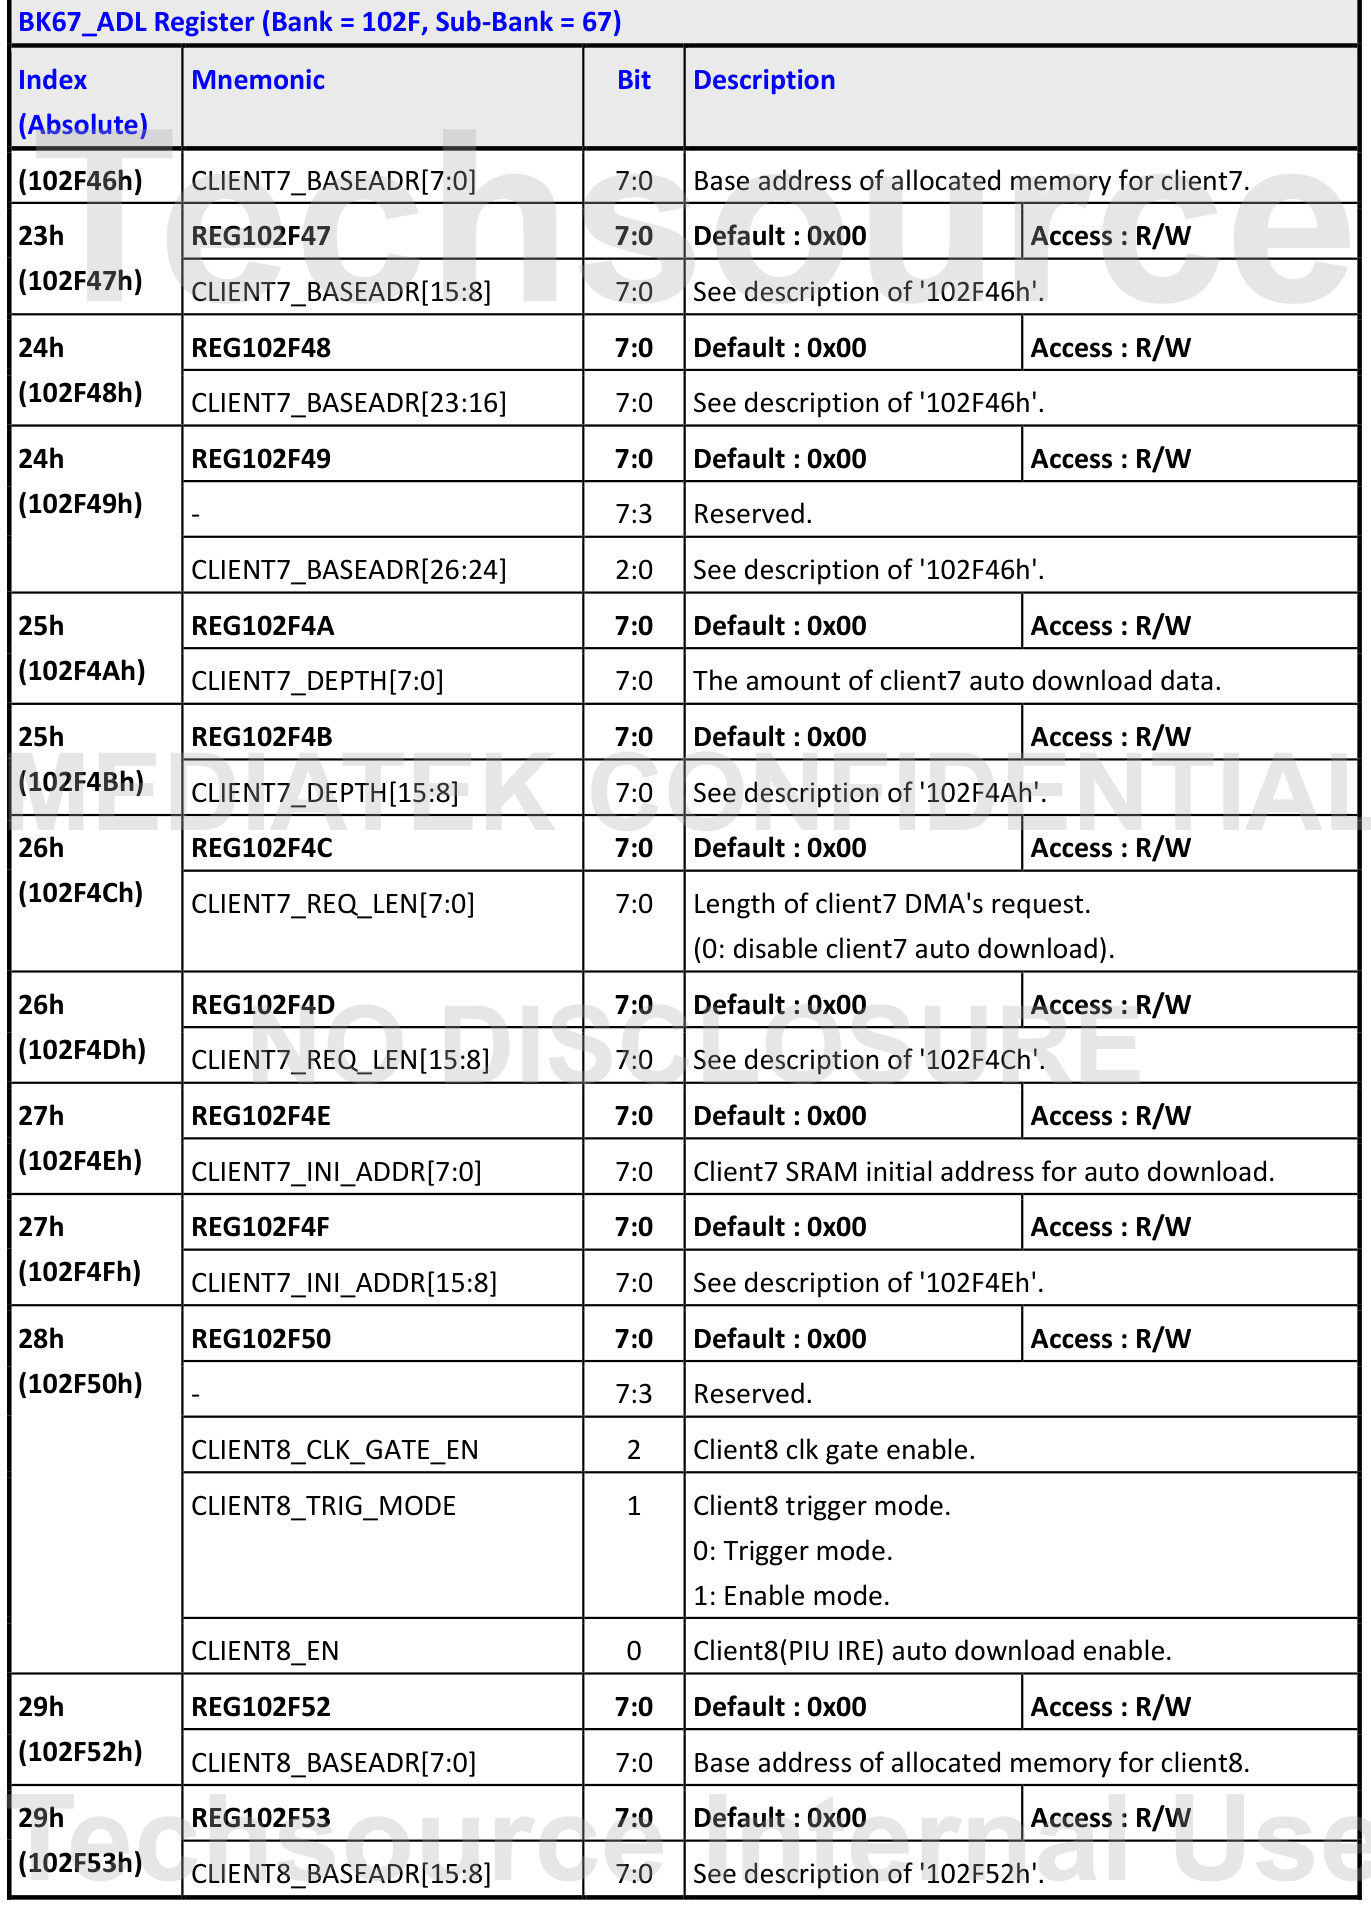 BK67_ADL Register (Bank = 102F, Sub-Bank = 67)
Index (Absolute) Mnemonic Bit Description
(102F46h) CLIENT7_BASEADR[7:0] 7:0 Base address of allocated memory for client7.
23h (102F47h) REG102F47 7:0 Default : 0x00 Access : R/W
CLIENT7_BASEADR[15:8] 7:0 See description of '102F46h'.
24h (102F48h) REG102F48 7:0 Default : 0x00 Access : R/W
CLIENT7_BASEADR[23:16] 7:0 See description of '102F46h'.
24h (102F49h) REG102F49 7:0 Default : 0x00 Access : R/W
- 7:3 Reserved.
CLIENT7_BASEADR[26:24] 2:0 See description of '102F46h'.
25h (102F4Ah) REG102F4A 7:0 Default : 0x00 Access : R/W
CLIENT7_DEPTH[7:0] 7:0 The amount of client7 auto download data.
25h (102F4Bh) REG102F4B 7:0 Default : 0x00 Access : R/W
CLIENT7_DEPTH[15:8] 7:0 See description of '102F4Ah'.
26h (102F4Ch) REG102F4C 7:0 Default : 0x00 Access : R/W
CLIENT7_REQ_LEN[7:0] 7:0 Length of client7 DMA's request.
(0: disable client7 auto download).
26h (102F4Dh) REG102F4D 7:0 Default : 0x00 Access : R/W
CLIENT7_REQ_LEN[15:8] 7:0 See description of '102F4Ch'.
27h (102F4Eh) REG102F4E 7:0 Default : 0x00 Access : R/W
CLIENT7_INI_ADDR[7:0] 7:0 Client7 SRAM initial address for auto download.
27h (102F4Fh) REG102F4F 7:0 Default : 0x00 Access : R/W
CLIENT7_INI_ADDR[15:8] 7:0 See description of '102F4Eh'.
28h (102F50h) REG102F50 7:0 Default : 0x00 Access : R/W
- 7:3 Reserved.
CLIENT8_CLK_GATE_EN 2 Client8 clk gate enable.
CLIENT8_TRIG_MODE 1 Client8 trigger mode.
0: Trigger mode.
1: Enable mode.
CLIENT8_EN 0 Client8(PIU IRE) auto download enable.
29h (102F52h) REG102F52 7:0 Default : 0x00 Access : R/W
CLIENT8_BASEADR[7:0] 7:0 Base address of allocated memory for client8.
29h (102F53h) REG102F53 7:0 Default : 0x00 Access : R/W
CLIENT8_BASEADR[15:8] 7:0 See description of '102F52h'.
Techsource
MEDIATEK CONFIDENTIAL
NO DISCLOSURE
Techsource Internal Use